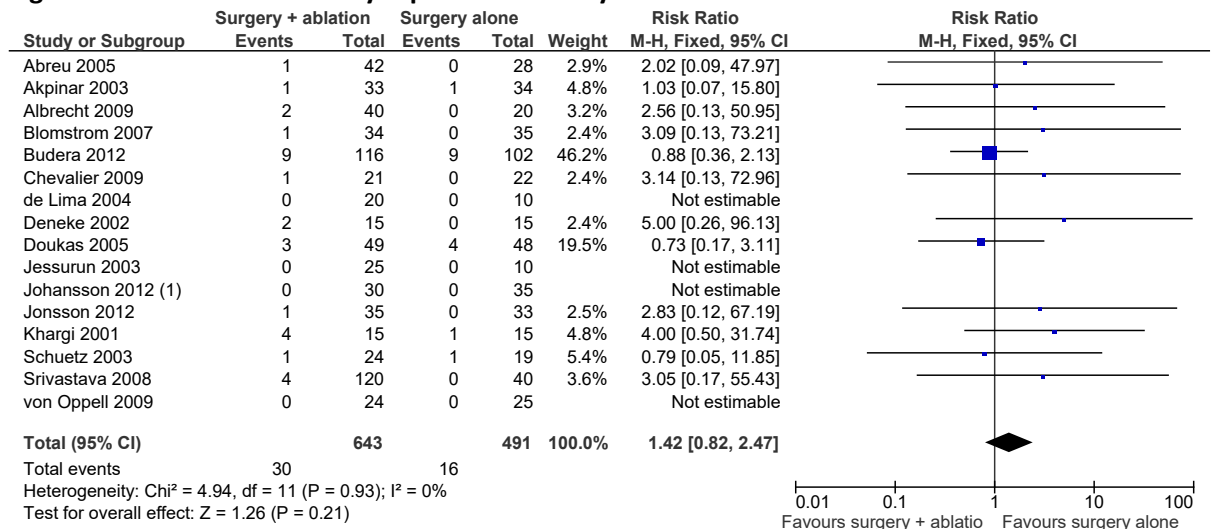 Surgery + ablation Surgery alone Risk Ratio Risk Ratio
Study or Subgroup Events Total Events Total Weight M-H, Fixed, 95% CI M-H, Fixed, 95% CI
Abreu 2005 1 42 0 28 2.9% 2.02 [0.09, 47.97]
Akpinar 2003 1 33 1 34 4.8% 1.03 [0.07, 15.80]
Albrecht 2009 2 40 0 20 3.6% 2.56 [0.13, 50.95]
Blomstrom 2007 1 34 0 35 2.4% 3.09 [0.13, 73.21]
Budera 2012 9 116 9 102 46.2% 0.88 [0.36, 2.13]
Chevalier 2009 1 21 0 22 2.4% 3.14 [0.13, 72.96]
de Lima 2004 0 20 0 10 Not estimable
Deneke 2002 2 15 0 15 2.4% 5.00 [0.26, 96.13]
Doukas 2005 3 49 4 48 19.5% 0.73 [0.17, 3.11]
Jessurun 2003 0 25 0 10 Not estimable
Johansson 2012 (1) 0 30 0 35 Not estimable
Jonsson 2012 1 35 0 33 2.5% 2.83 [0.12, 67.19]
Khargi 2001 4 15 1 15 4.8% 4.00 [0.50, 31.74]
Schuetz 2003 1 24 1 19 5.4% 0.79 [0.05, 11.85]
Srivastava 2008 4 120 0 40 3.6% 3.05 [0.17, 55.43]
von Oppell 2009 0 24 0 25 Not estimable
Total (95% CI) 643 491 100.0% 1.42 [0.82, 2.47]
Total events 30 16
Heterogeneity: Chi² = 4.94, df = 11 (P = 0.93); I² = 0%
Test for overall effect: Z = 1.26 (P = 0.21)
0.01 0.1 1 10 100
Favours surgery + ablatio Favours surgery alone